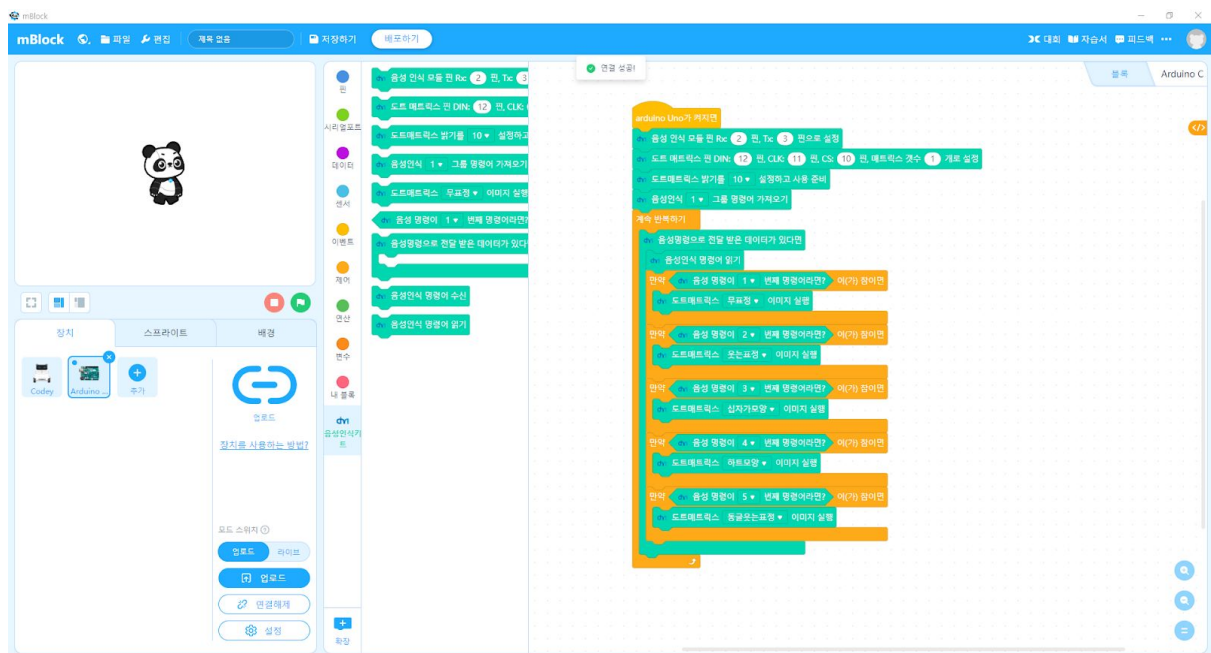 mBlock
mBlock 파일 편집 제목 없음 저장하기 배포하기 대회 자습서 피드백
연결 성공!
블록 Arduino C
핀
시리얼포트
데이터
센서
이벤트
제어
연산
변수
내 블록
음성인식키트
확장
음성 인식 모듈 핀 Rx: 2 핀, Tx: 3
도트 매트릭스 핀 DIN: 12 핀, CLK:
도트매트릭스 밝기를 10 설정하고
음성인식 1 그룹 명령어 가져오기
도트매트릭스 무표정 이미지 실행
음성 명령이 1 번째 명령어라면?
음성명령으로 전달 받은 데이터가 있다
음성인식 명령어 수신
음성인식 명령어 읽기
arduino Uno가 켜지면
음성 인식 모듈 핀 Rx: 2 핀, Tx: 3 핀으로 설정
도트 매트릭스 핀 DIN: 12 핀, CLK: 11 핀, CS: 10 핀, 매트릭스 갯수 1 개로 설정
도트매트릭스 밝기를 10 설정하고 사용 준비
음성인식 1 그룹 명령어 가져오기
계속 반복하기
음성명령으로 전달 받은 데이터가 있다면
음성인식 명령어 읽기
만약 음성 명령이 1 번째 명령어라면? 이(가) 참이면
도트매트릭스 무표정 이미지 실행
만약 음성 명령이 2 번째 명령어라면? 이(가) 참이면
도트매트릭스 웃는표정 이미지 실행
만약 음성 명령이 3 번째 명령어라면? 이(가) 참이면
도트매트릭스 십자가모양 이미지 실행
만약 음성 명령이 4 번째 명령어라면? 이(가) 참이면
도트매트릭스 하트모양 이미지 실행
만약 음성 명령이 5 번째 명령어라면? 이(가) 참이면
도트매트릭스 동글웃는표정 이미지 실행
장치 스프라이트 배경
Codey Arduino ... 추가
업로드
장치를 사용하는 방법?
모드 스위치
업로드 라이브
업로드
연결해제
설정